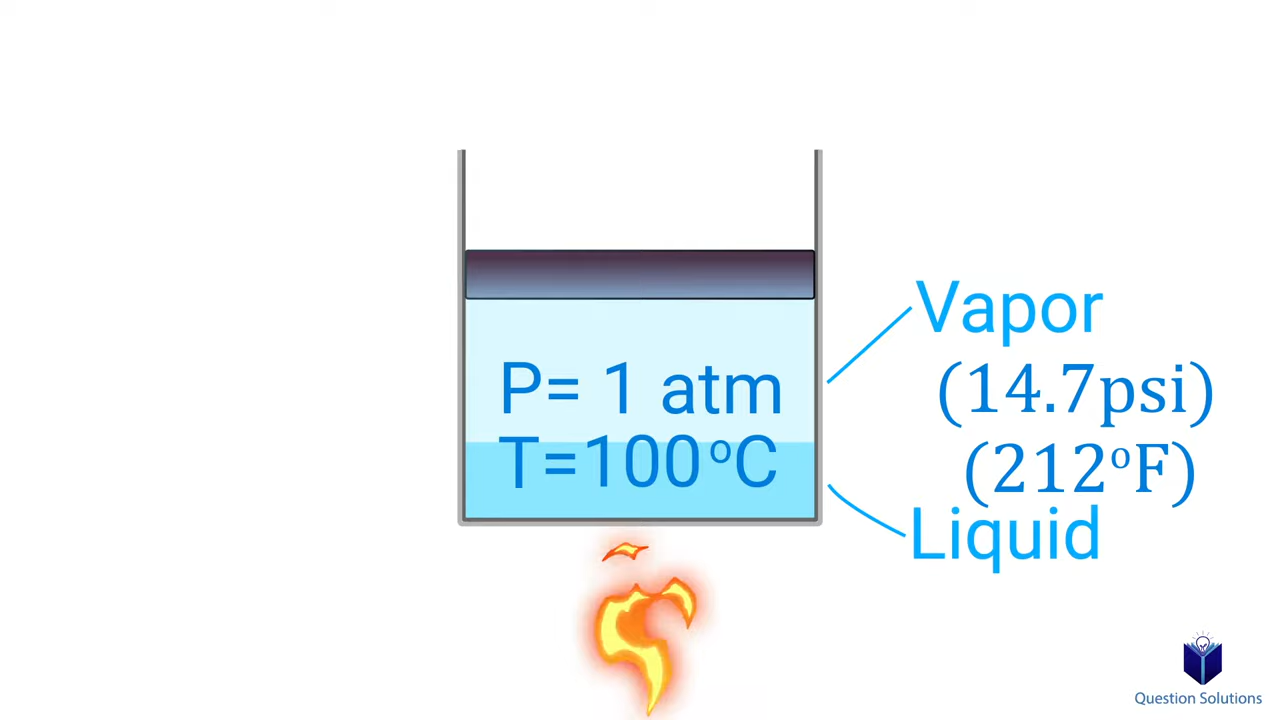 Vapor
P= 1 atm (14.7psi)
T=100°C (212°F)
Liquid
Question Solutions